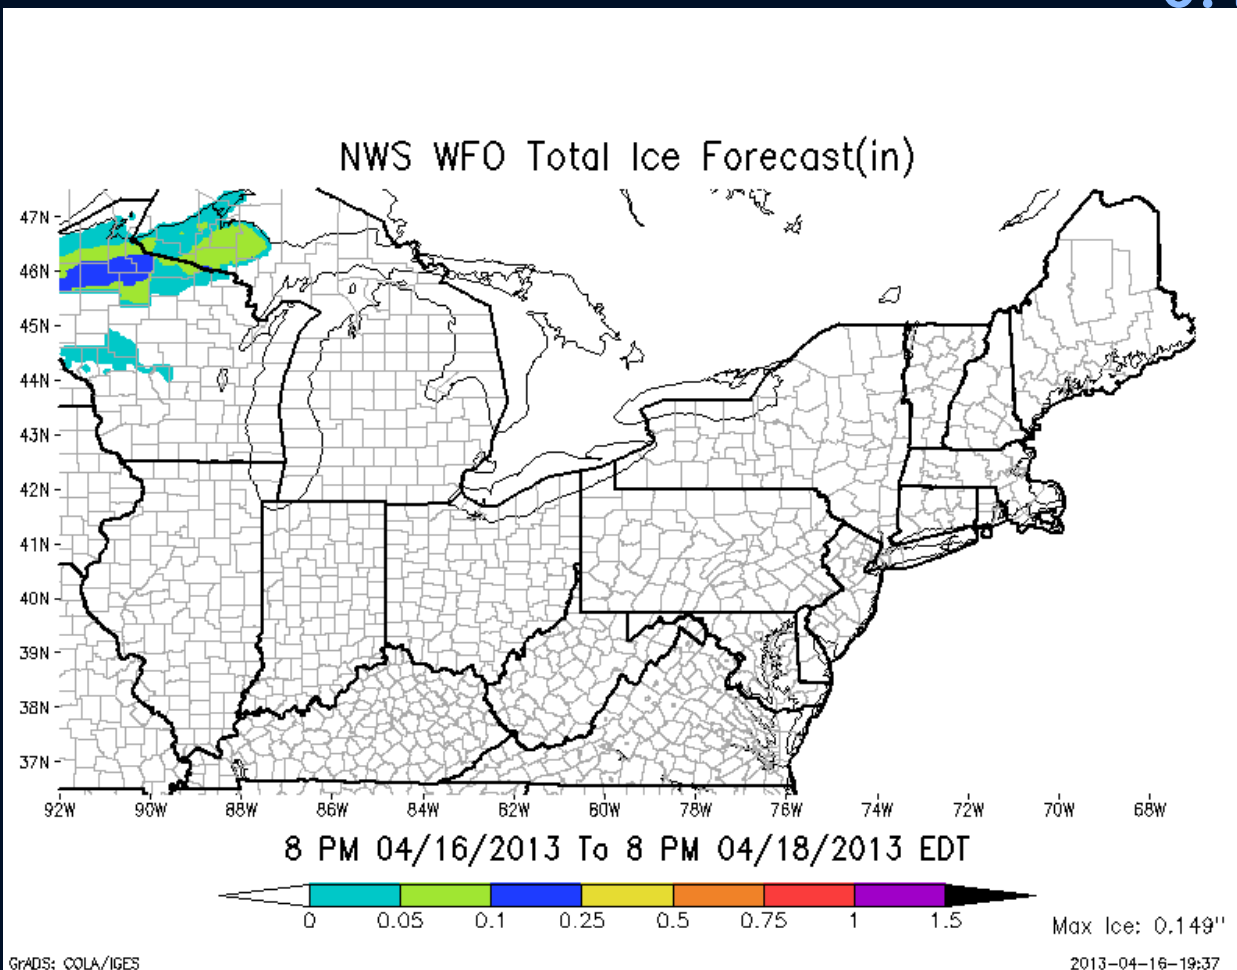 NWS WFO Total Ice Forecast(in)
47N
46N
45N
44N
43N
42N
41N
40N
39N
38N
37N
92W 90W 88W 86W 84W 82W 80W 78W 76W 74W 72W 70W 68W
8 PM 04/16/2013 To 8 PM 04/18/2013 EDT
0 0.05 0.1 0.25 0.5 0.75 1 1.5
Max Ice: 0.149"
GrADS: COLA/IGES
2013-04-16-19:37